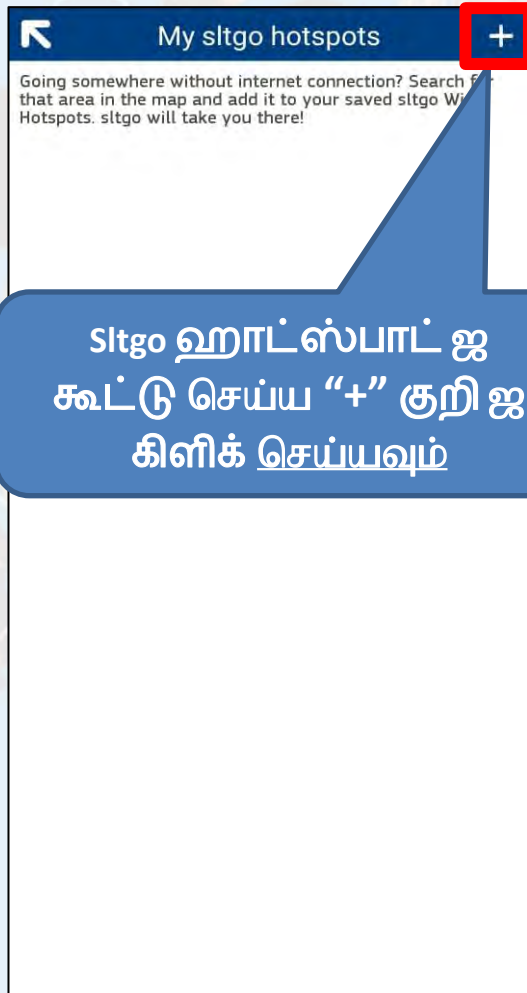 My sltgo hotspots +
Going somewhere without internet connection? Search for
that area in the map and add it to your saved sltgo Wi
Hotspots. sltgo will take you there!
Sltgo ஹாட்ஸ்பாட் ஜ
கூட்டு செய்ய “+” குறி ஜ
கிளிக் செய்யவும்